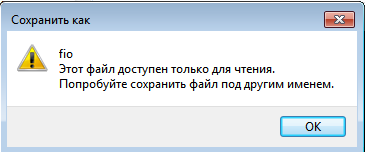 Сохранить как
fio
Этот файл доступен только для чтения.
Попробуйте сохранить файл под другим именем.
OK